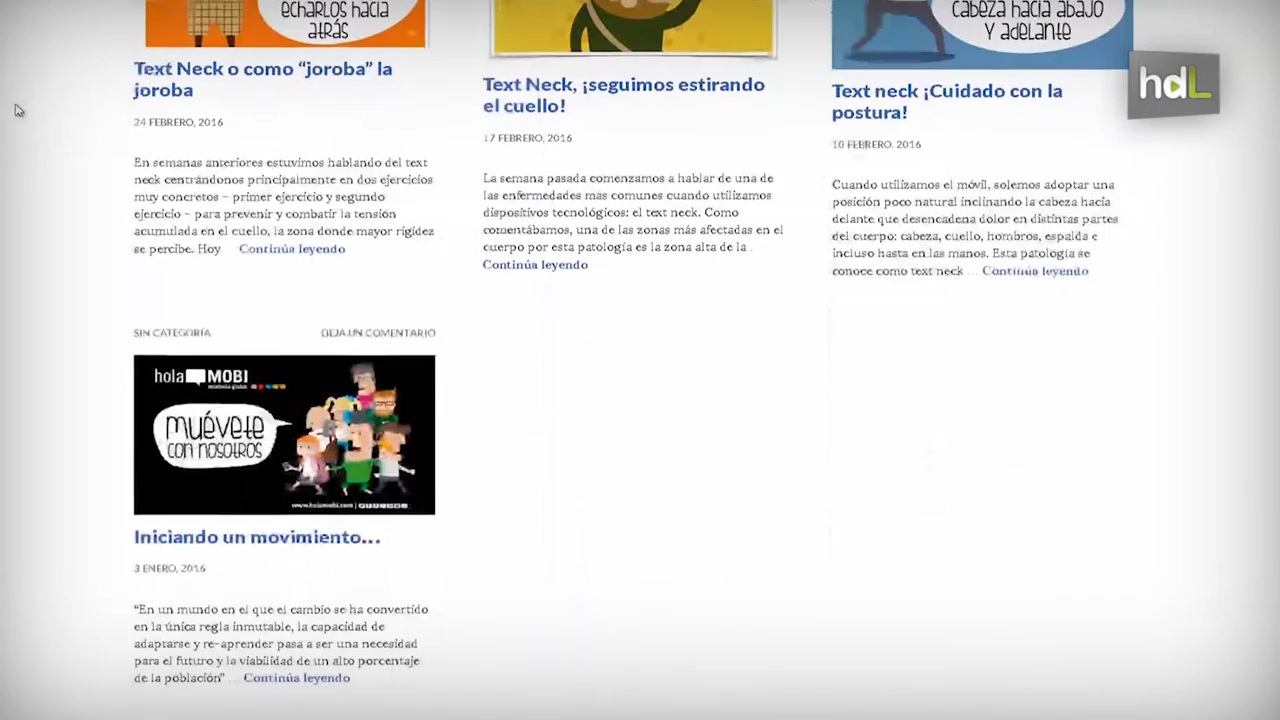 echarlos hacia
atrás
cabeza hacia abajo
y adelante
hdL
Text Neck o como “joroba” la
joroba
24 FEBRERO, 2016
En semanas anteriores estuvimos hablando del text
neck centrándonos principalmente en dos ejercicios
muy concretos – primer ejercicio y segundo
ejercicio – para prevenir y combatir la tensión
acumulada en el cuello, la zona donde mayor rigidez
se percibe. Hoy Continúa leyendo
Text Neck, ¡seguimos estirando
el cuello!
17 FEBRERO, 2016
La semana pasada comenzamos a hablar de una de
las enfermedades más comunes cuando utilizamos
dispositivos tecnológicos: el text neck. Como
comentábamos, una de las zonas más afectadas en el
cuerpo por esta patología es la zona alta de la .
Continúa leyendo
Text neck ¡Cuidado con la
postura!
10 FEBRERO, 2016
Cuando utilizamos el móvil, solemos adoptar una
posición poco natural inclinando la cabeza hacia
delante que desencadena dolor en distintas partes
del cuerpo: cabeza, cuello, hombros, espalda e
incluso hasta en las manos. Esta patología se
conoce como text neck ... Continúa leyendo
SIN CATEGORÍA
DEJA UN COMENTARIO
hola MOBI
muévete
con nosotros
www.holamobi.com
Iniciando un movimiento...
3 ENERO, 2016
“En un mundo en el que el cambio se ha convertido
en la única regla inmutable, la capacidad de
adaptarse y re-aprender pasa a ser una necesidad
para el futuro y la viabilidad de un alto porcentaje
de la población” ... Continúa leyendo